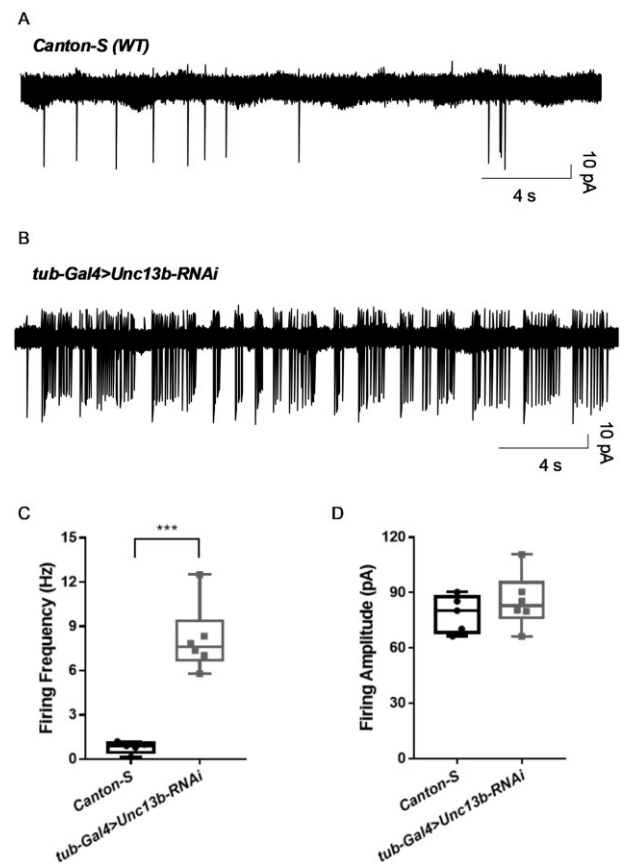 A
Canton-S (WT)
10 pA
4 s
B
tub-Gal4>Unc13b-RNAi
10 pA
4 s
C
Firing Frequency (Hz)
15
12
9
6
3
0
***
Canton-S
tub-Gal4>Unc13b-RNAi
D
Firing Amplitude (pA)
120
90
60
30
0
Canton-S
tub-Gal4>Unc13b-RNAi